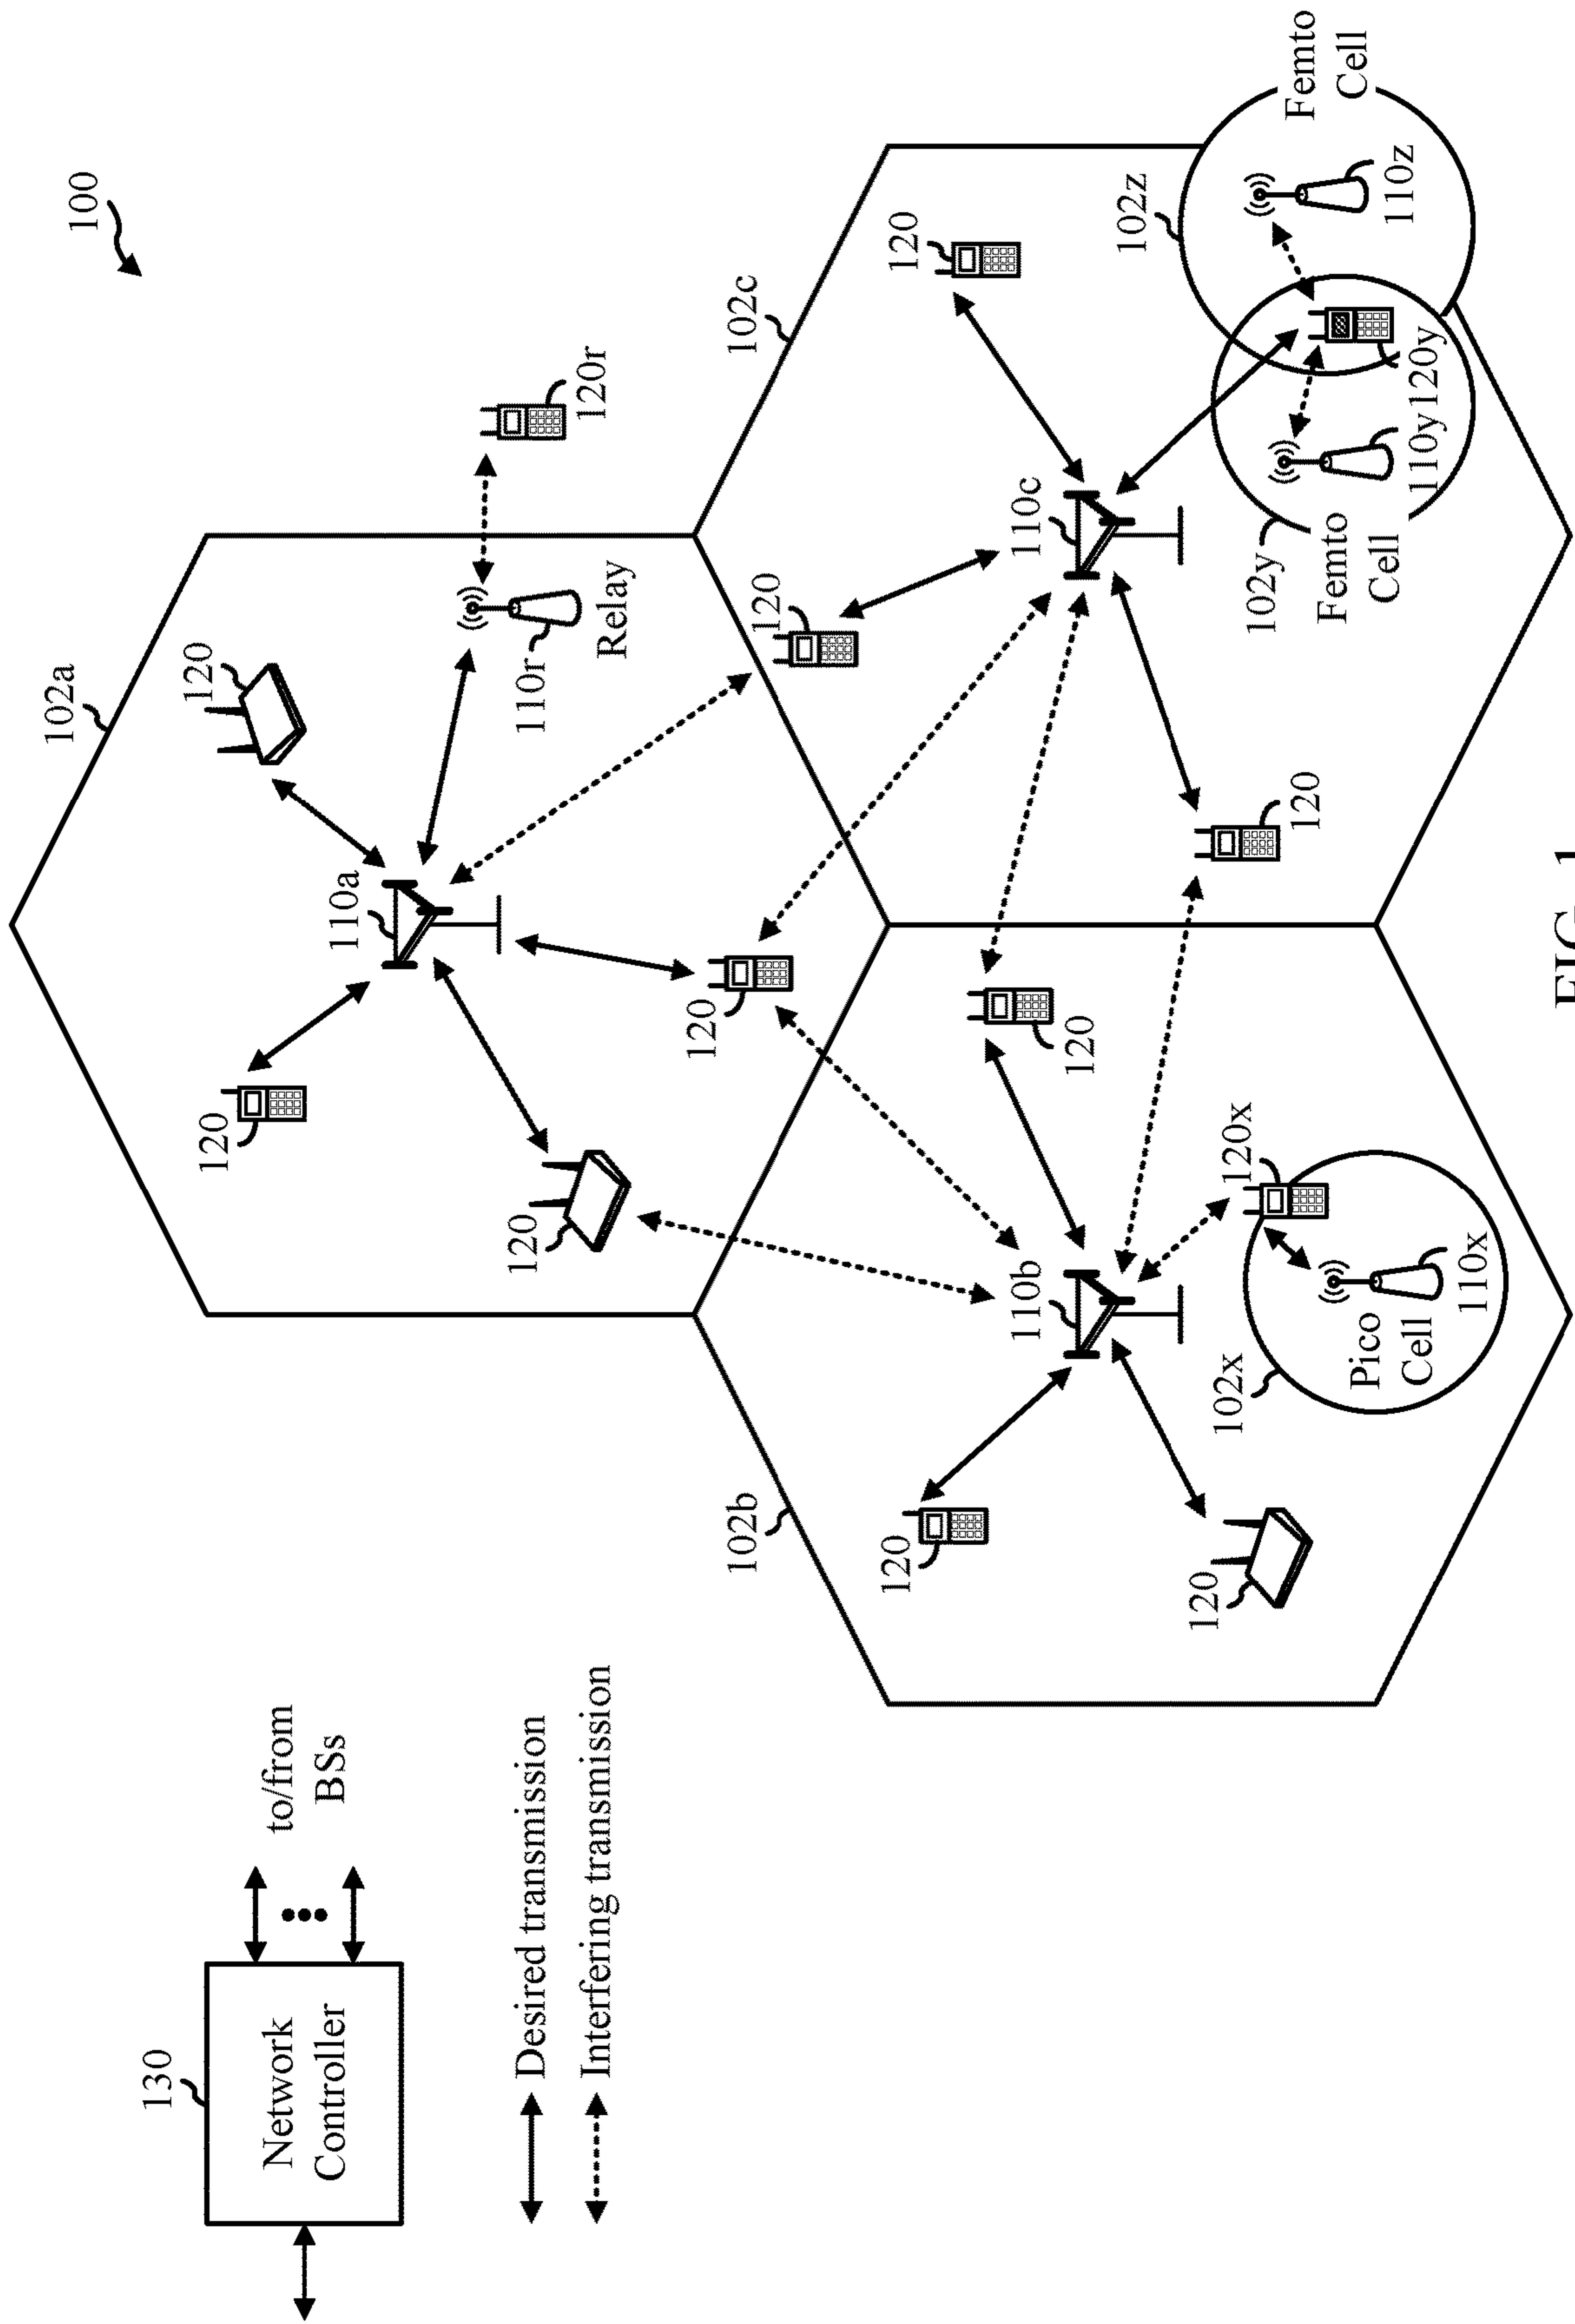 100
102a
130
Network
Controller
to/from
BSs
Desired transmission
Interfering transmission
120
120
110a
120
120
110r
Relay
120r
102b
102c
120
120
120
120
110b
120
110c
120
120
120x
102x
Pico
Cell
110x
120
102y
Femto
Cell
110y
120y
102z
110z
Femto
Cell
FIG. 1